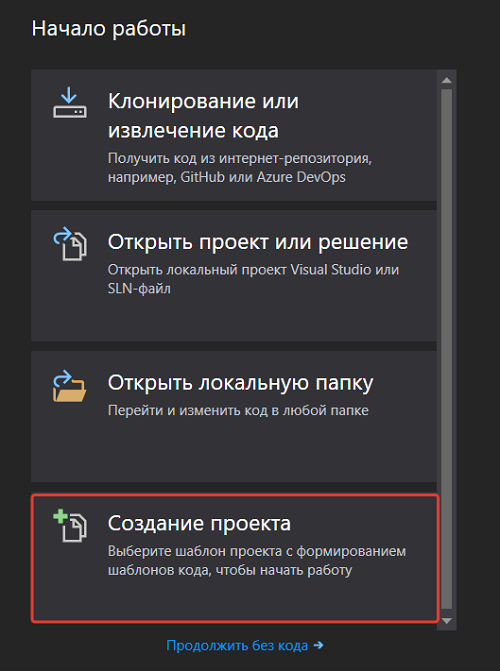 Начало работы
Клонирование или
извлечение кода
Получить код из интернет-репозитория,
например, GitHub или Azure DevOps
Открыть проект или решение
Открыть локальный проект Visual Studio или
SLN-файл
Открыть локальную папку
Перейти и изменить код в любой папке
Создание проекта
Выберите шаблон проекта с формированием
шаблонов кода, чтобы начать работу
Продолжить без кода →